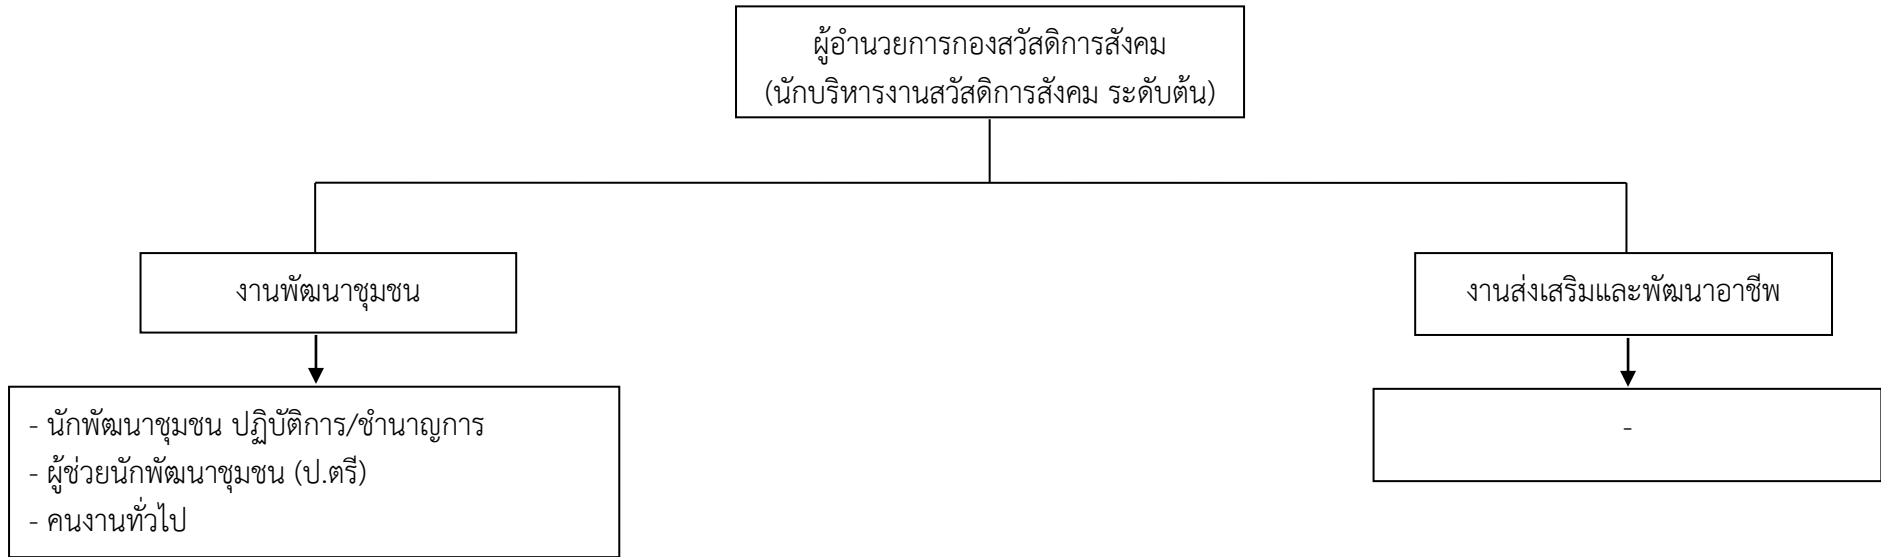 ผู้อำนวยการกองสวัสดิการสังคม
(นักบริหารงานสวัสดิการสังคม ระดับต้น)
งานพัฒนาชุมชน
งานส่งเสริมและพัฒนาอาชีพ
- นักพัฒนาชุมชน ปฏิบัติการ/ชำนาญการ
- ผู้ช่วยนักพัฒนาชุมชน (ป.ตรี)
- คนงานทั่วไป
-